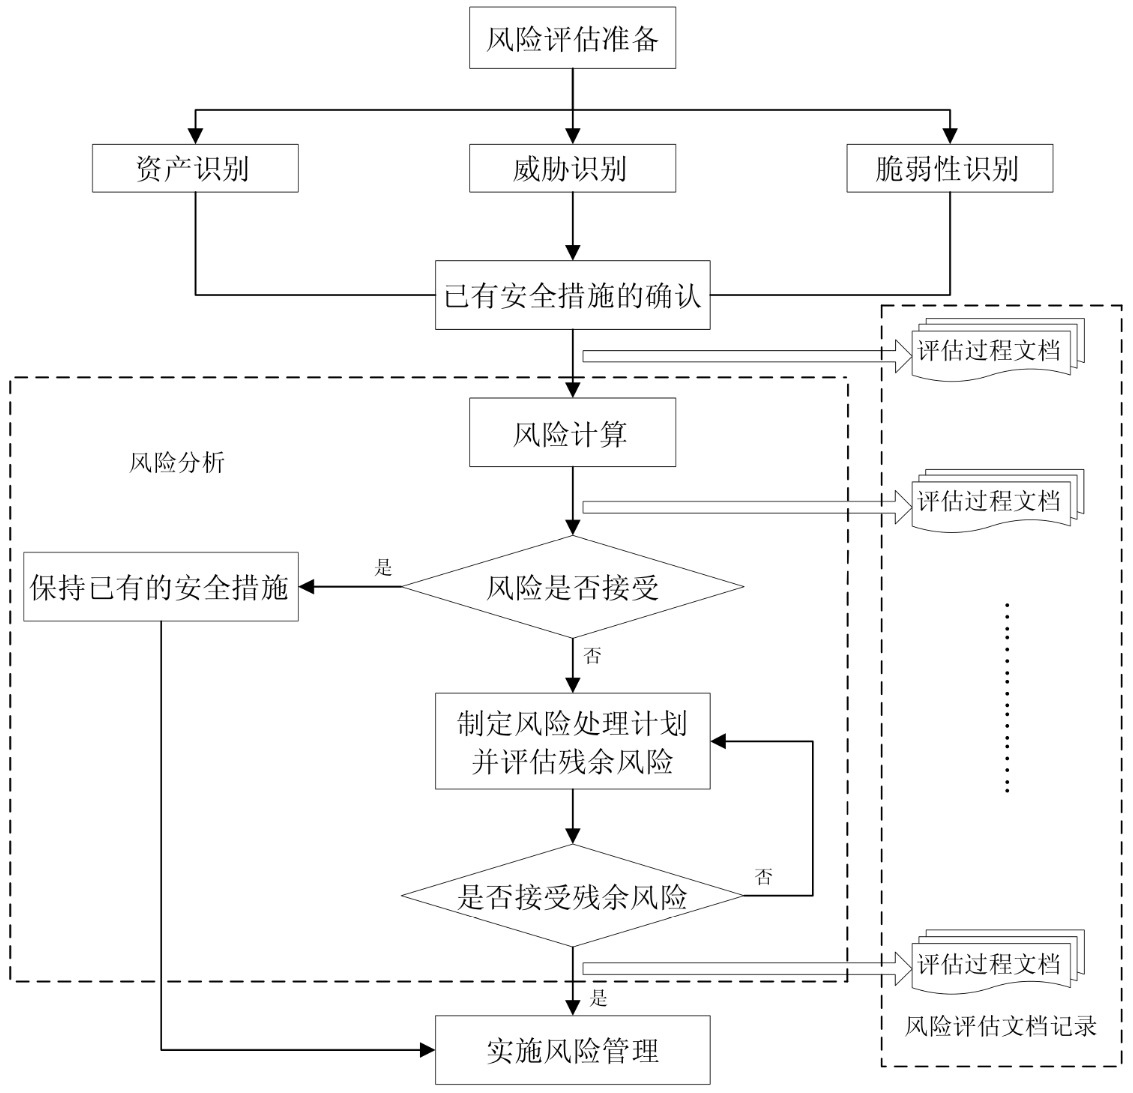 风险评估准备
资产识别
威胁识别
脆弱性识别
已有安全措施的确认
评估过程文档
风险计算
风险分析
评估过程文档
是
保持已有的安全措施
风险是否接受
否
制定风险处理计划
并评估残余风险
是否接受残余风险
否
评估过程文档
是
风险评估文档记录
实施风险管理